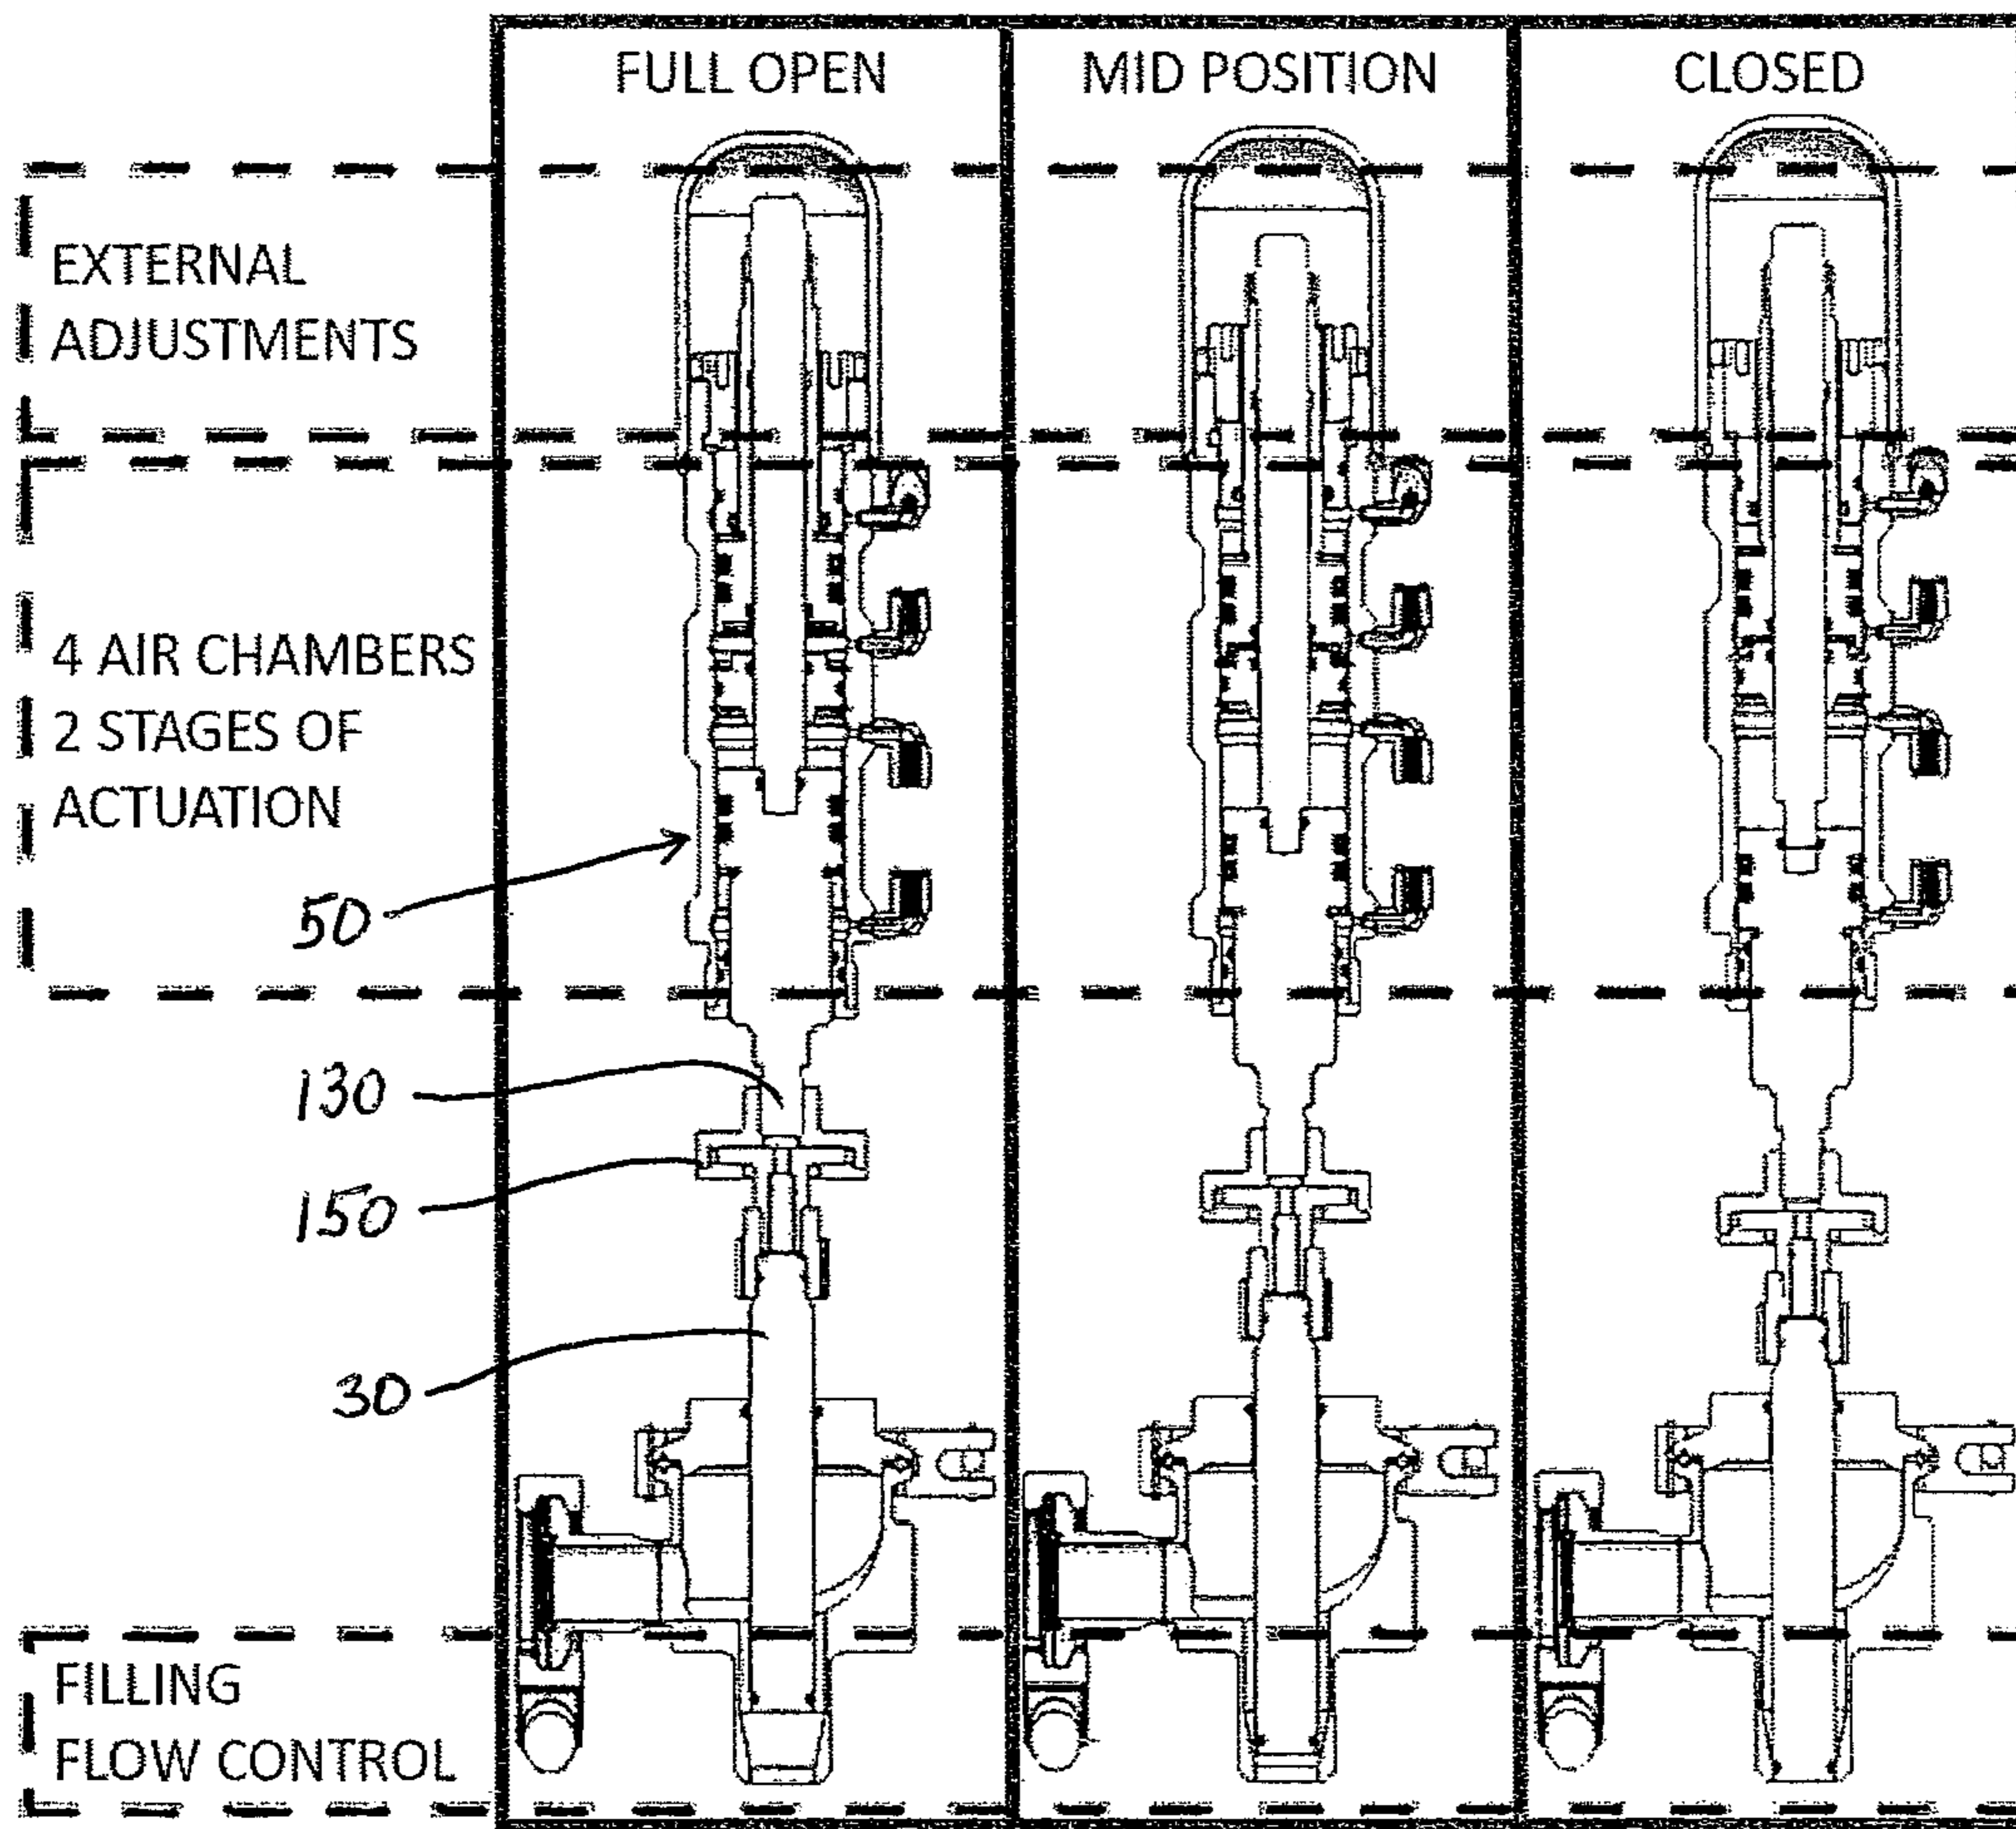 FULL OPEN
MID POSITION
CLOSED
EXTERNAL
ADJUSTMENTS
4 AIR CHAMBERS
2 STAGES OF
ACTUATION
50
130
150
30
FILLING
FLOW CONTROL